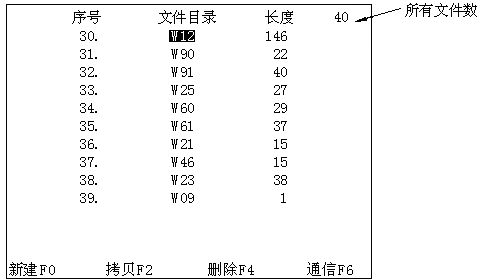 序号 文件目录 长度 40 所有文件数
30. W12 146
31. W90 22
32. W91 40
33. W25 27
34. W60 29
35. W61 37
36. W21 15
37. W46 15
38. W23 38
39. W09 1
新建F0 拷贝F2 删除F4 通信F6